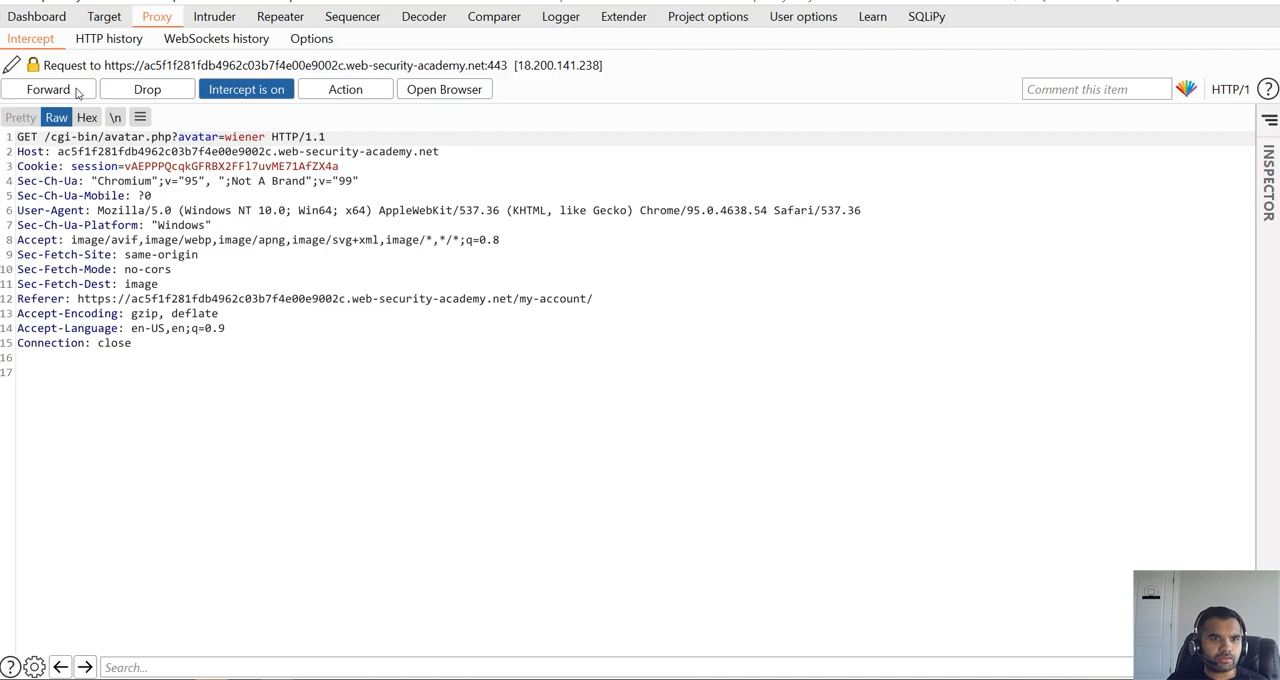 Dashboard Target Proxy Intruder Repeater Sequencer Decoder Comparer Logger Extender Project options User options Learn SQLiPy
Intercept HTTP history WebSockets history Options
Request to https://ac5f1f281fdb4962c03b7f4e00e9002c.web-security-academy.net:443 [18.200.141.238]
Forward Drop Intercept is on Action Open Browser Comment this item HTTP/1 ?
Pretty Raw Hex \n
1 GET /cgi-bin/avatar.php?avatar=wiener HTTP/1.1
2 Host: ac5f1f281fdb4962c03b7f4e00e9002c.web-security-academy.net
3 Cookie: session=vAEPPPQcqkGFRBX2FFl7uvME71AfZX4a
4 Sec-Ch-Ua: "Chromium";v="95", ";Not A Brand";v="99"
5 Sec-Ch-Ua-Mobile: ?0
6 User-Agent: Mozilla/5.0 (Windows NT 10.0; Win64; x64) AppleWebKit/537.36 (KHTML, like Gecko) Chrome/95.0.4638.54 Safari/537.36
7 Sec-Ch-Ua-Platform: "Windows"
8 Accept: image/avif,image/webp,image/apng,image/svg+xml,image/*,*/*;q=0.8
9 Sec-Fetch-Site: same-origin
10 Sec-Fetch-Mode: no-cors
11 Sec-Fetch-Dest: image
12 Referer: https://ac5f1f281fdb4962c03b7f4e00e9002c.web-security-academy.net/my-account/
13 Accept-Encoding: gzip, deflate
14 Accept-Language: en-US,en;q=0.9
15 Connection: close
16
17
INSPECTOR
? Search...